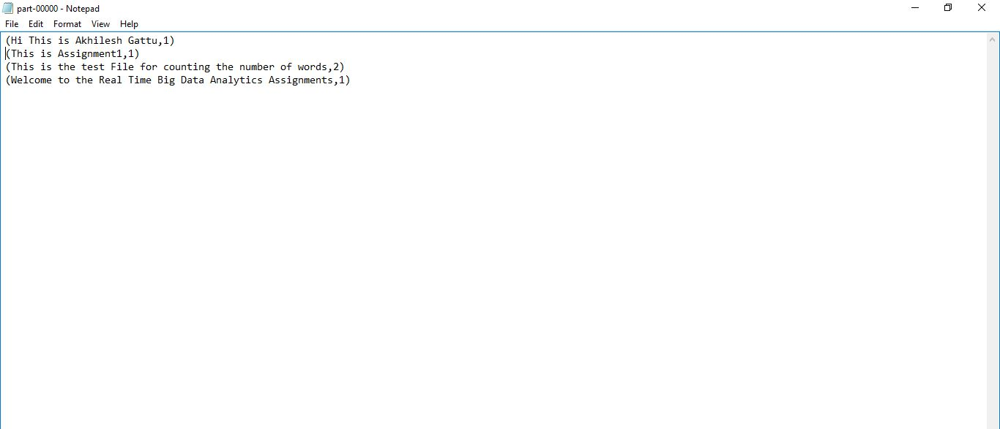 part-00000 - Notepad
File Edit Format View Help
(Hi This is Akhilesh Gattu,1)
(This is Assignment1,1)
(This is the test File for counting the number of words,2)
(Welcome to the Real Time Big Data Analytics Assignments,1)